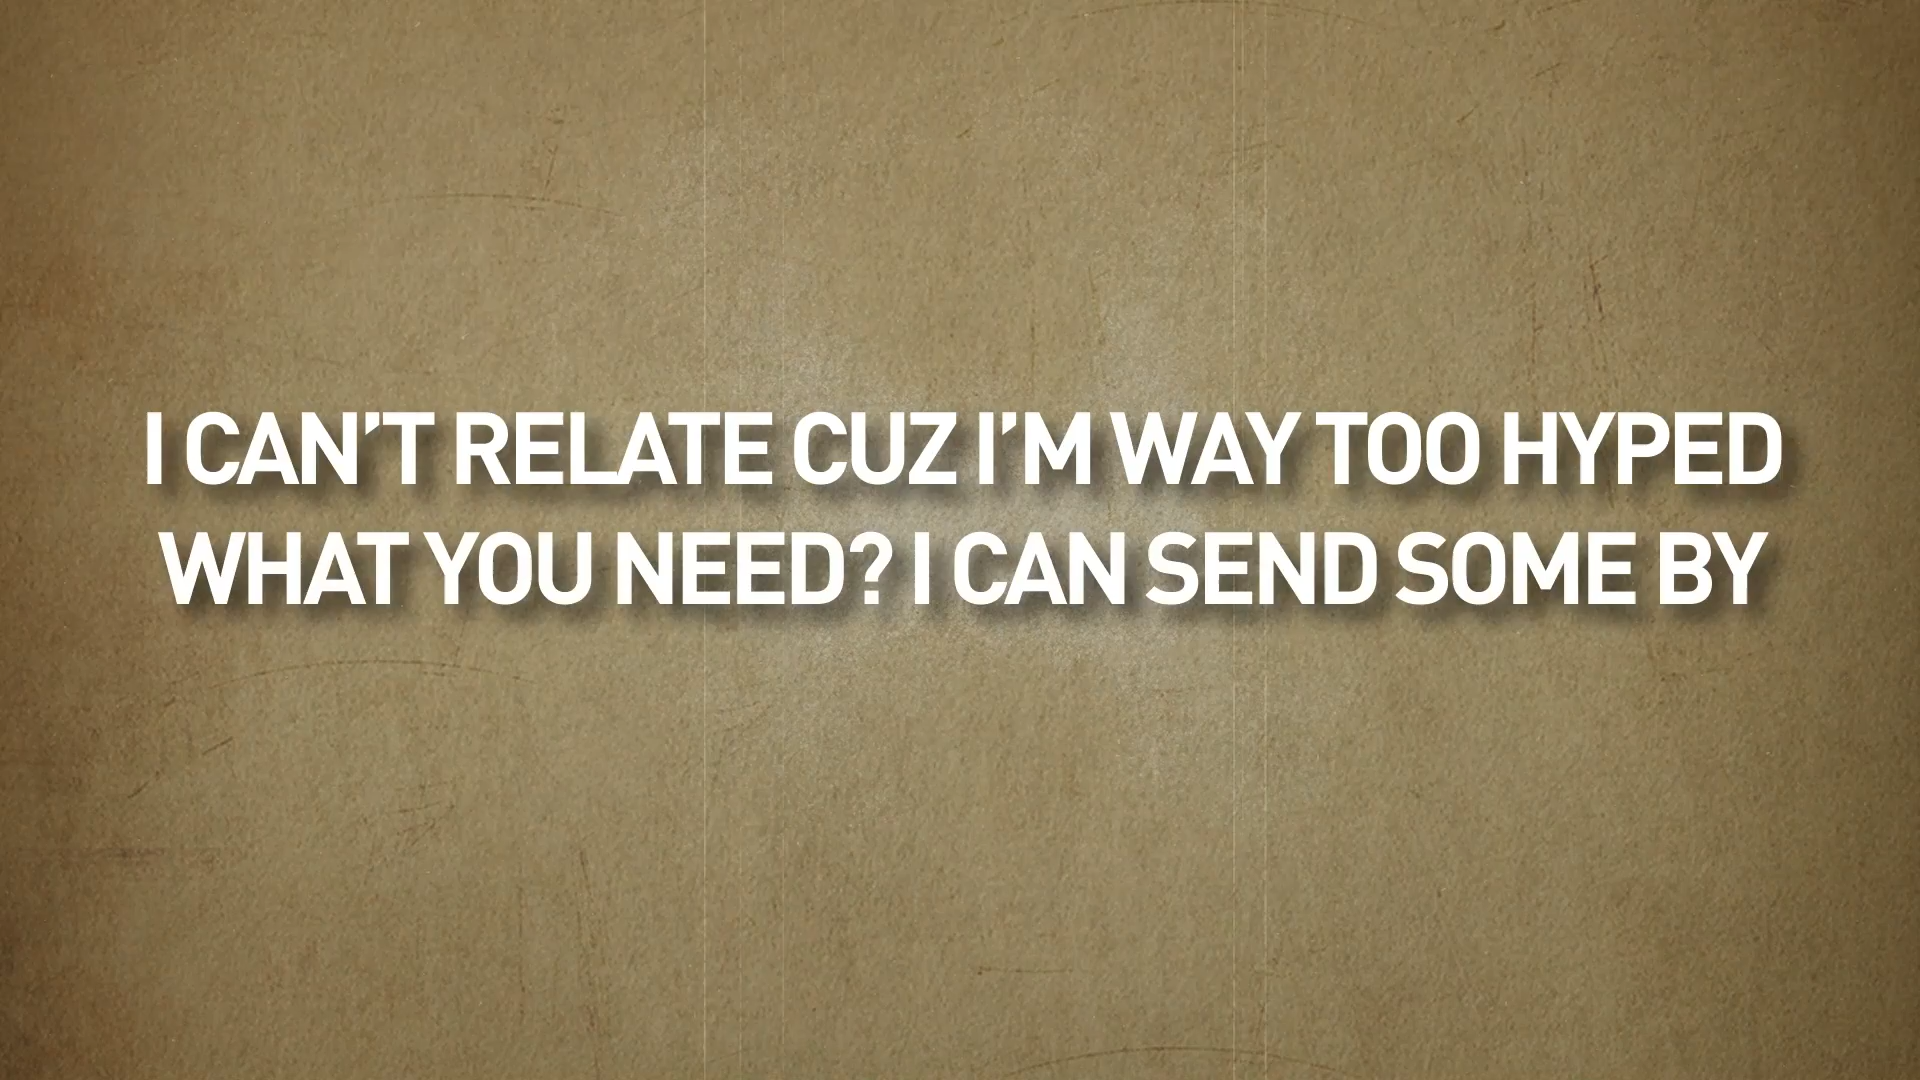 I CAN’T RELATE CUZ I’M WAY TOO HYPED
WHAT YOU NEED? I CAN SEND SOME BY